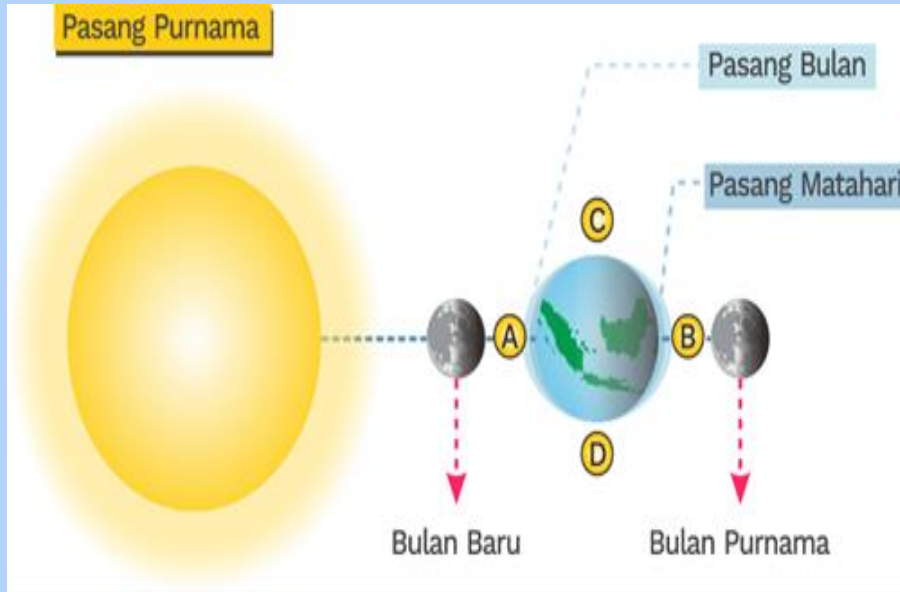 Pasang Purnama
Pasang Bulan
Pasang Matahari
C
A
B
D
Bulan Baru
Bulan Purnama